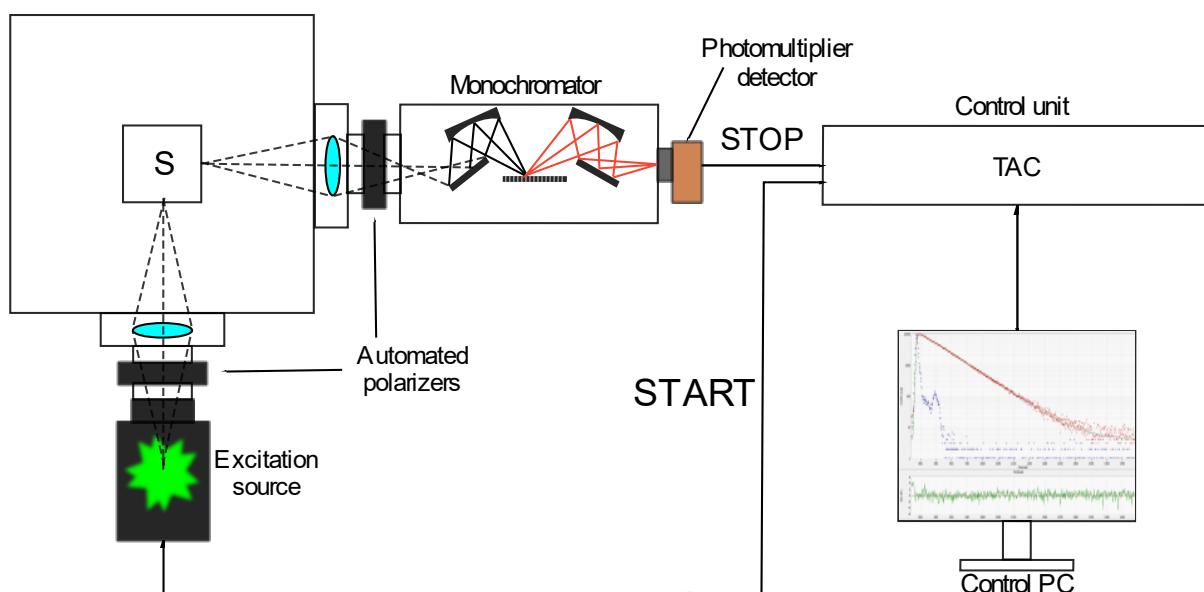 Photomultiplier
detector
Monochromator
Control unit
STOP
S
TAC
Automated
polarizers
START
Excitation
source
Control PC